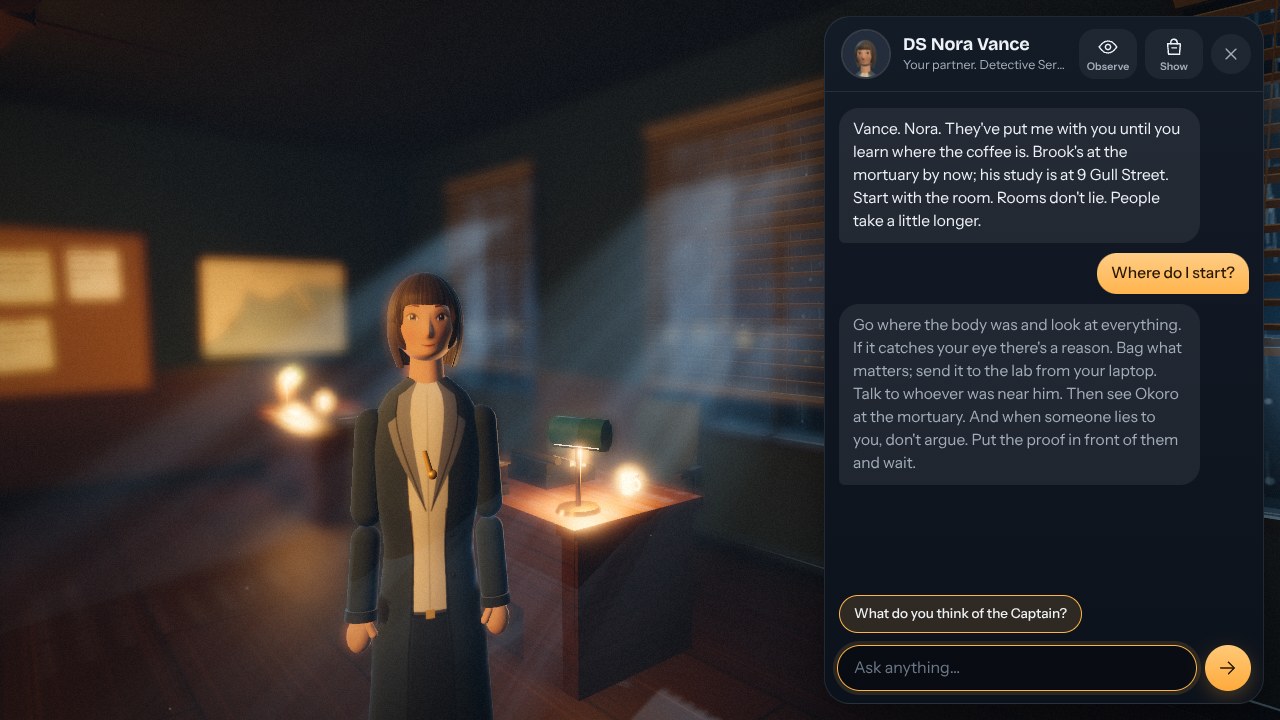 DS Nora Vance
Your partner. Detective Ser...
Observe
Show
Vance. Nora. They've put me with you until you
learn where the coffee is. Brook's at the
mortuary by now; his study is at 9 Gull Street.
Start with the room. Rooms don't lie. People
take a little longer.
Where do I start?
Go where the body was and look at everything.
If it catches your eye there's a reason. Bag what
matters; send it to the lab from your laptop.
Talk to whoever was near him. Then see Okoro
at the mortuary. And when someone lies to
you, don't argue. Put the proof in front of them
and wait.
What do you think of the Captain?
Ask anything...